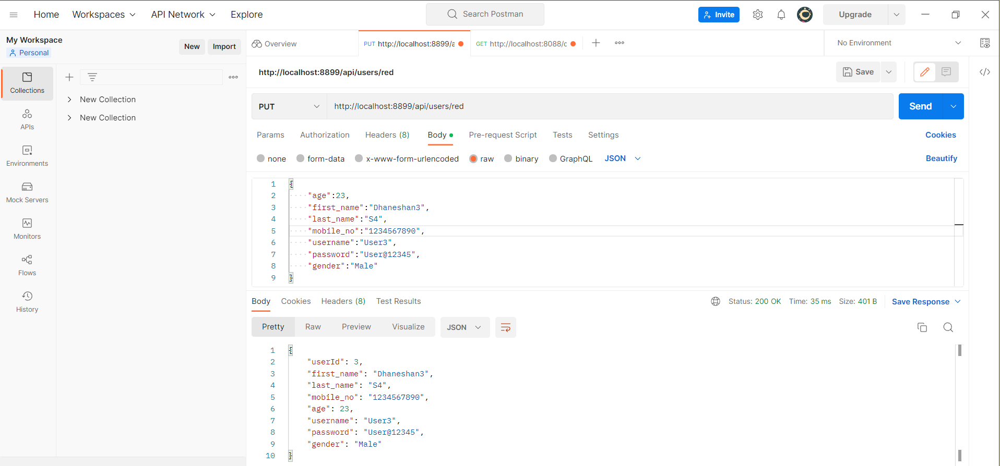 Home Workspaces API Network Explore Search Postman Invite Upgrade
My Workspace
Personal
New Import
Overview PUT http://localhost:8899/a GET http://localhost:8088/c No Environment
http://localhost:8899/api/users/red Save
Collections
New Collection
New Collection
APIs
Environments
Mock Servers
Monitors
Flows
History
PUT http://localhost:8899/api/users/red Send
Params Authorization Headers (8) Body Pre-request Script Tests Settings Cookies
none form-data x-www-form-urlencoded raw binary GraphQL JSON Beautify
1 {
2 "age":23,
3 "first_name":"Dhaneshan3",
4 "last_name":"S4",
5 "mobile_no":"1234567890",
6 "username":"User3",
7 "password":"User@12345",
8 "gender":"Male"
9 }
Body Cookies Headers (8) Test Results Status: 200 OK Time: 35 ms Size: 401 B Save Response
Pretty Raw Preview Visualize JSON
1 {
2 "userId": 3,
3 "first_name": "Dhaneshan3",
4 "last_name": "S4",
5 "mobile_no": "1234567890",
6 "age": 23,
7 "username": "User3",
8 "password": "User@12345",
9 "gender": "Male"
10 }